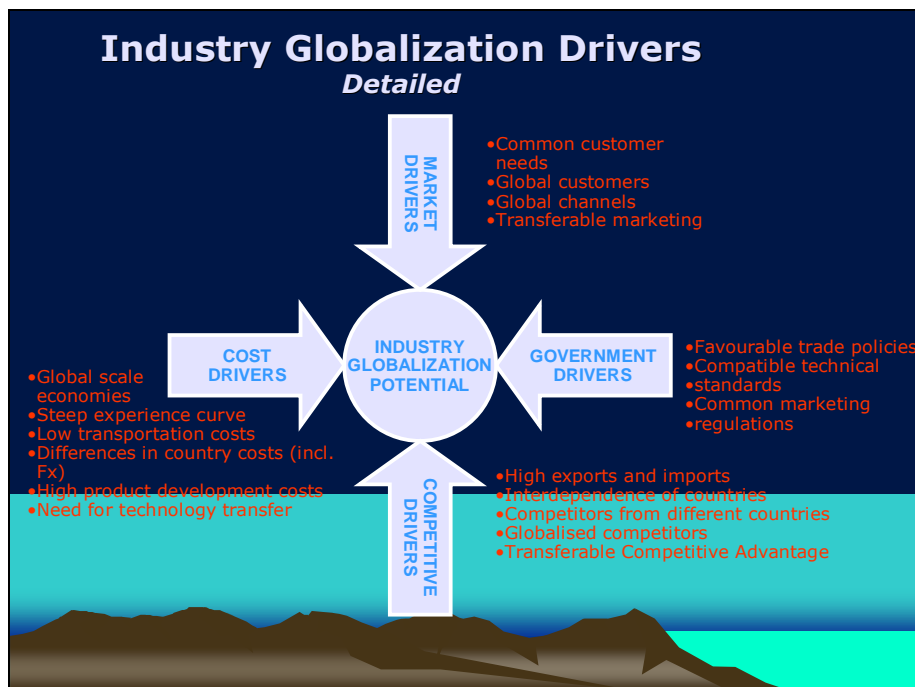 Industry Globalization Drivers
Detailed
MARKET
DRIVERS
•Common customer
needs
•Global customers
•Global channels
•Transferable marketing
COST
DRIVERS
INDUSTRY
GLOBALIZATION
POTENTIAL
GOVERNMENT
DRIVERS
•Favourable trade policies
•Compatible technical
•standards
•Common marketing
•regulations
•Global scale
economies
•Steep experience curve
•Low transportation costs
•Differences in country costs (incl.
Fx)
•High product development costs
•Need for technology transfer
COMPETITIVE
DRIVERS
•High exports and imports
•Interdependence of countries
•Competitors from different countries
•Globalised competitors
•Transferable Competitive Advantage